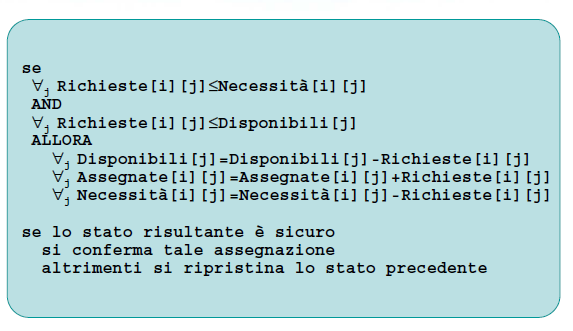 se
∀j Richieste[i][j]≤Necessità[i][j]
AND
∀j Richieste[i][j]≤Disponibili[j]
ALLORA
∀j Disponibili[j]=Disponibili[j]-Richieste[i][j]
∀j Assegnate[i][j]=Assegnate[i][j]+Richieste[i][j]
∀j Necessità[i][j]=Necessità[i][j]-Richieste[i][j]
se lo stato risultante è sicuro
si conferma tale assegnazione
altrimenti si ripristina lo stato precedente